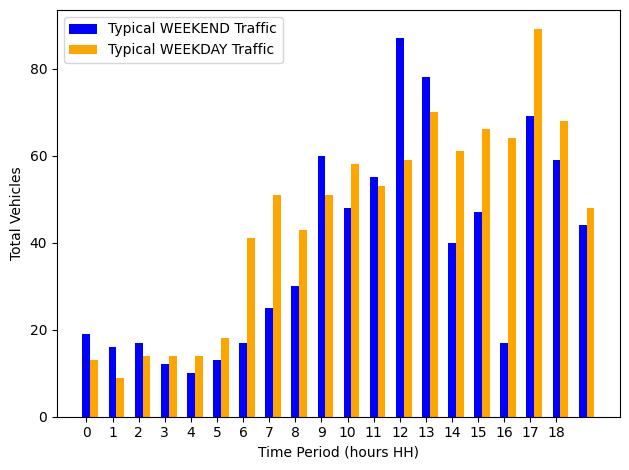 Typical WEEKEND Traffic
Typical WEEKDAY Traffic
80
60
40
20
0
Total Vehicles
0 1 2 3 4 5 6 7 8 9 10 11 12 13 14 15 16 17 18
Time Period (hours HH)